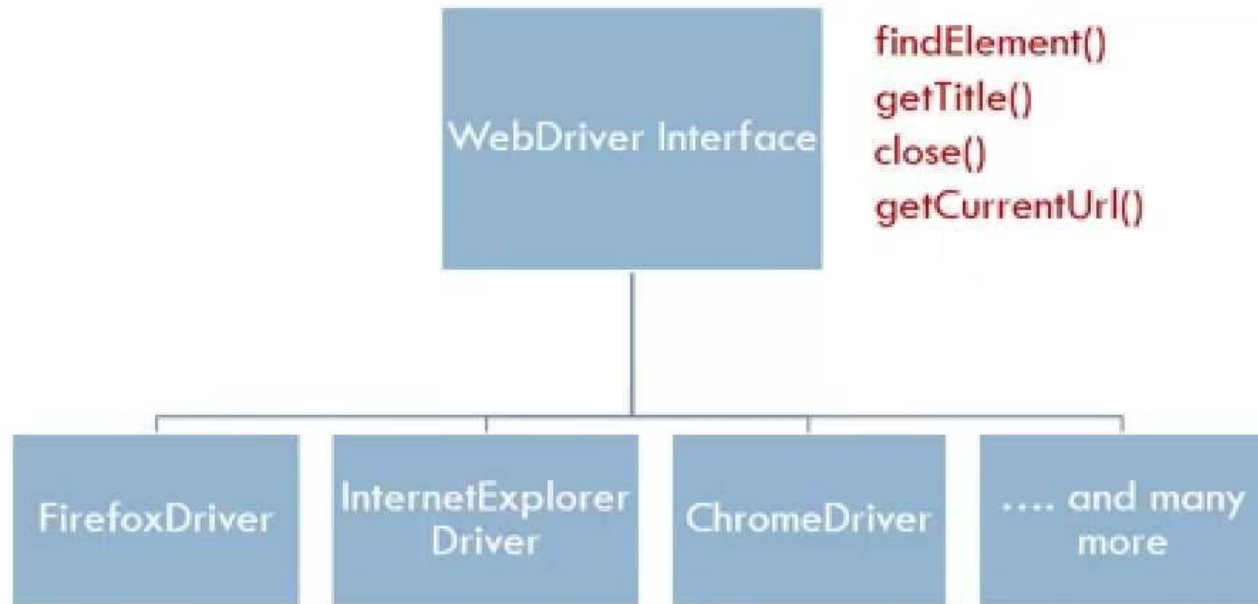 WebDriver Interface
findElement()
getTitle()
close()
getCurrentUrl()
FirefoxDriver
InternetExplorer
Driver
ChromeDriver
.... and many
more